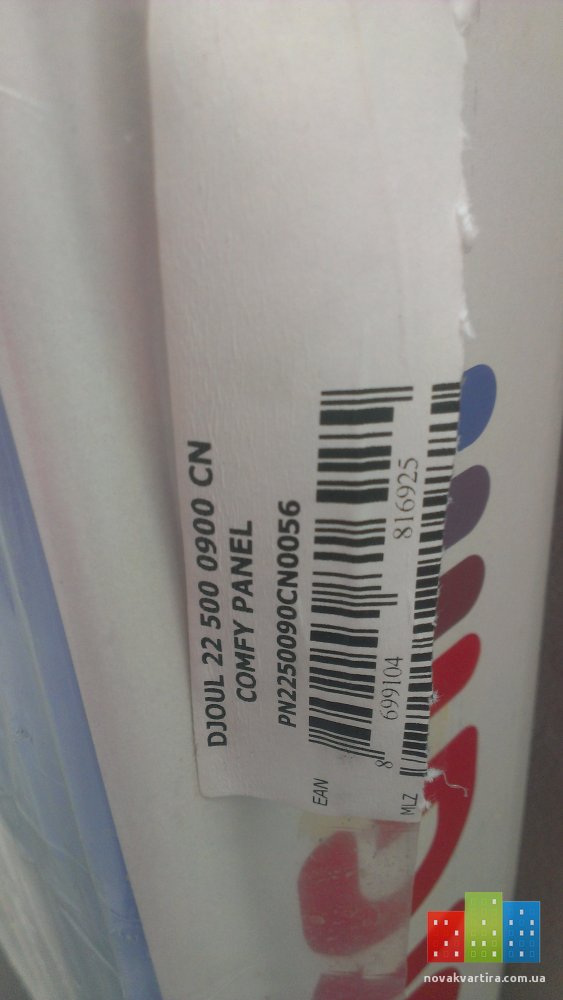 DJOUL 22 500 0900 CN
COMFY PANEL
PN2250090CN0056
EAN
8 699104 816925
MLZ
novakvartira.com.ua